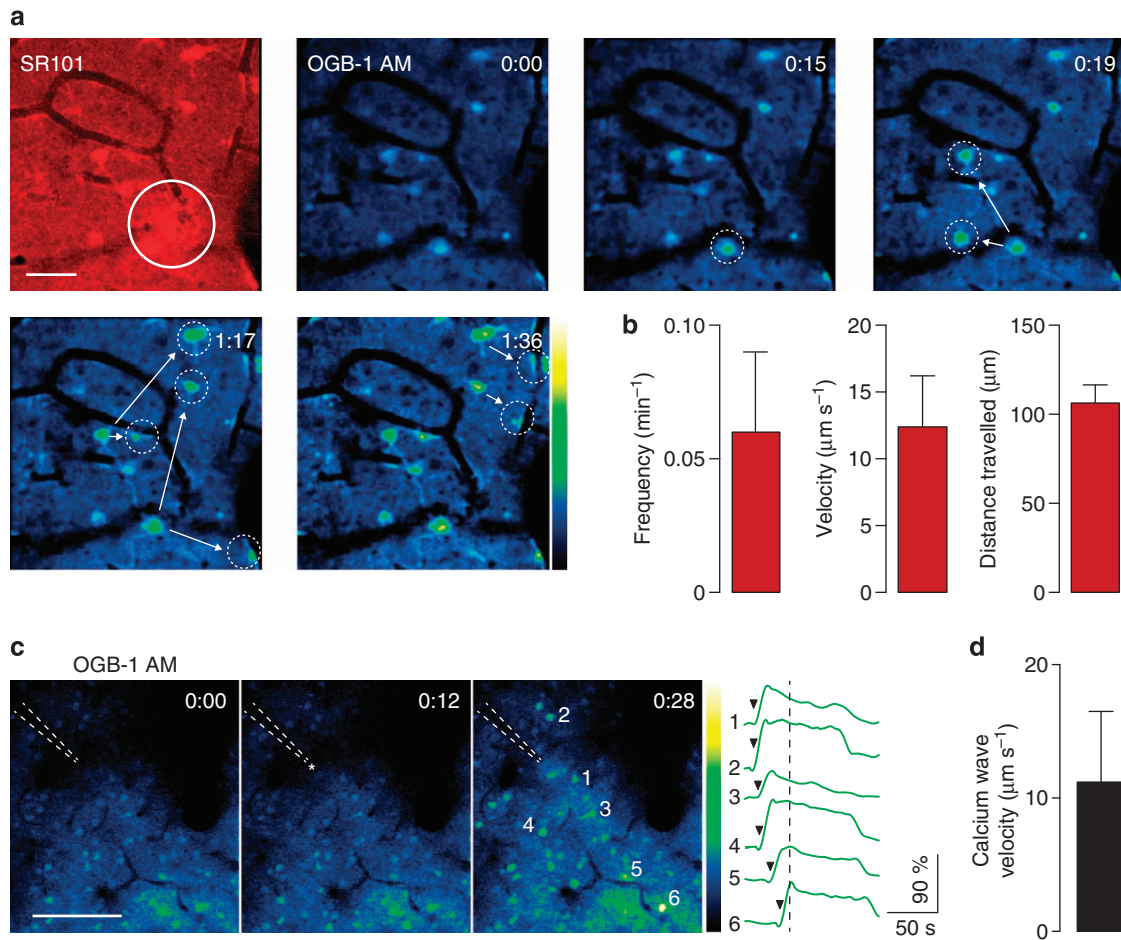 a
SR101
OGB-1 AM
0:00
0:15
0:19
1:17
1:36
b
Frequency (min⁻¹)
0.10
0.05
0
Velocity (μm s⁻¹)
20
15
10
5
0
Distance travelled (μm)
150
100
50
0
c
OGB-1 AM
0:00
0:12
*
0:28
2
1
3
4
5
6
1
2
3
4
5
6
90 %
50 s
d
Calcium wave
velocity (μm s⁻¹)
20
10
0